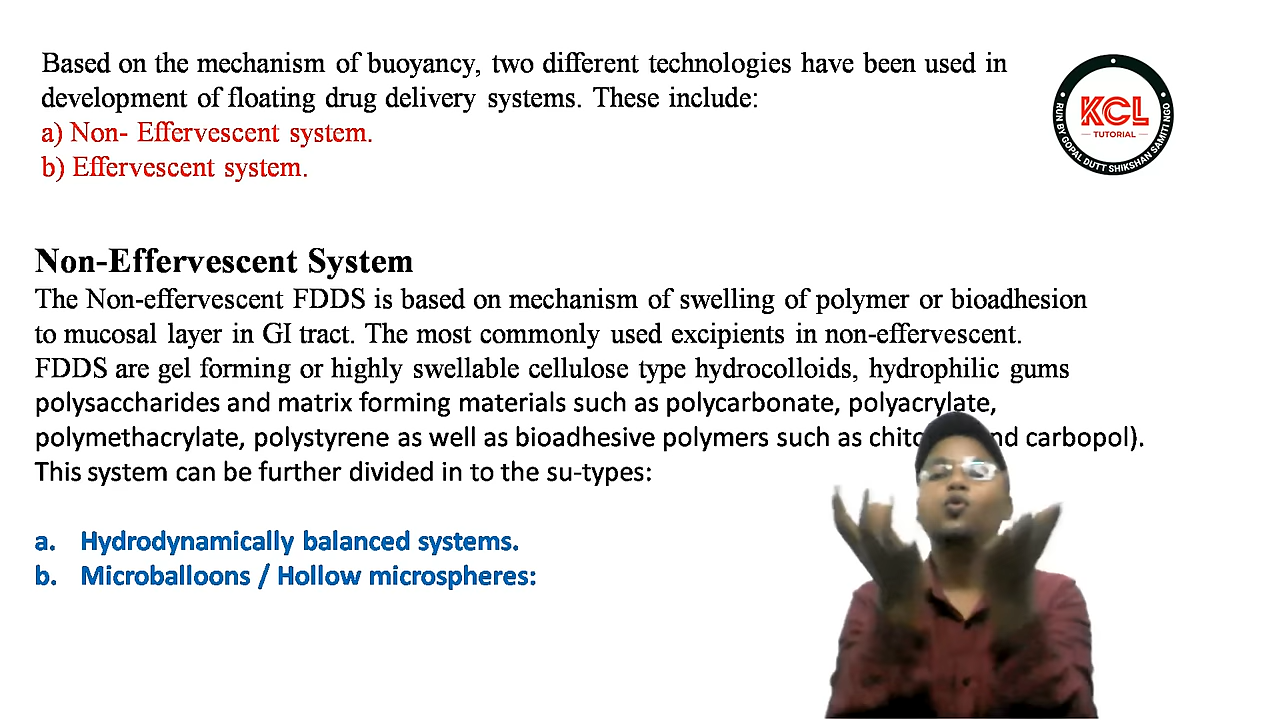 Based on the mechanism of buoyancy, two different technologies have been used in
development of floating drug delivery systems. These include:
a) Non- Effervescent system.
b) Effervescent system.
KCL
TUTORIAL
RUN BY GOPAL DUTT SHIKSHAN SAMITI NGO
Non-Effervescent System
The Non-effervescent FDDS is based on mechanism of swelling of polymer or bioadhesion
to mucosal layer in GI tract. The most commonly used excipients in non-effervescent.
FDDS are gel forming or highly swellable cellulose type hydrocolloids, hydrophilic gums
polysaccharides and matrix forming materials such as polycarbonate, polyacrylate,
polymethacrylate, polystyrene as well as bioadhesive polymers such as carbopol).
This system can be further divided in to the su-types:
a. Hydrodynamically balanced systems.
b. Microballoons / Hollow microspheres: